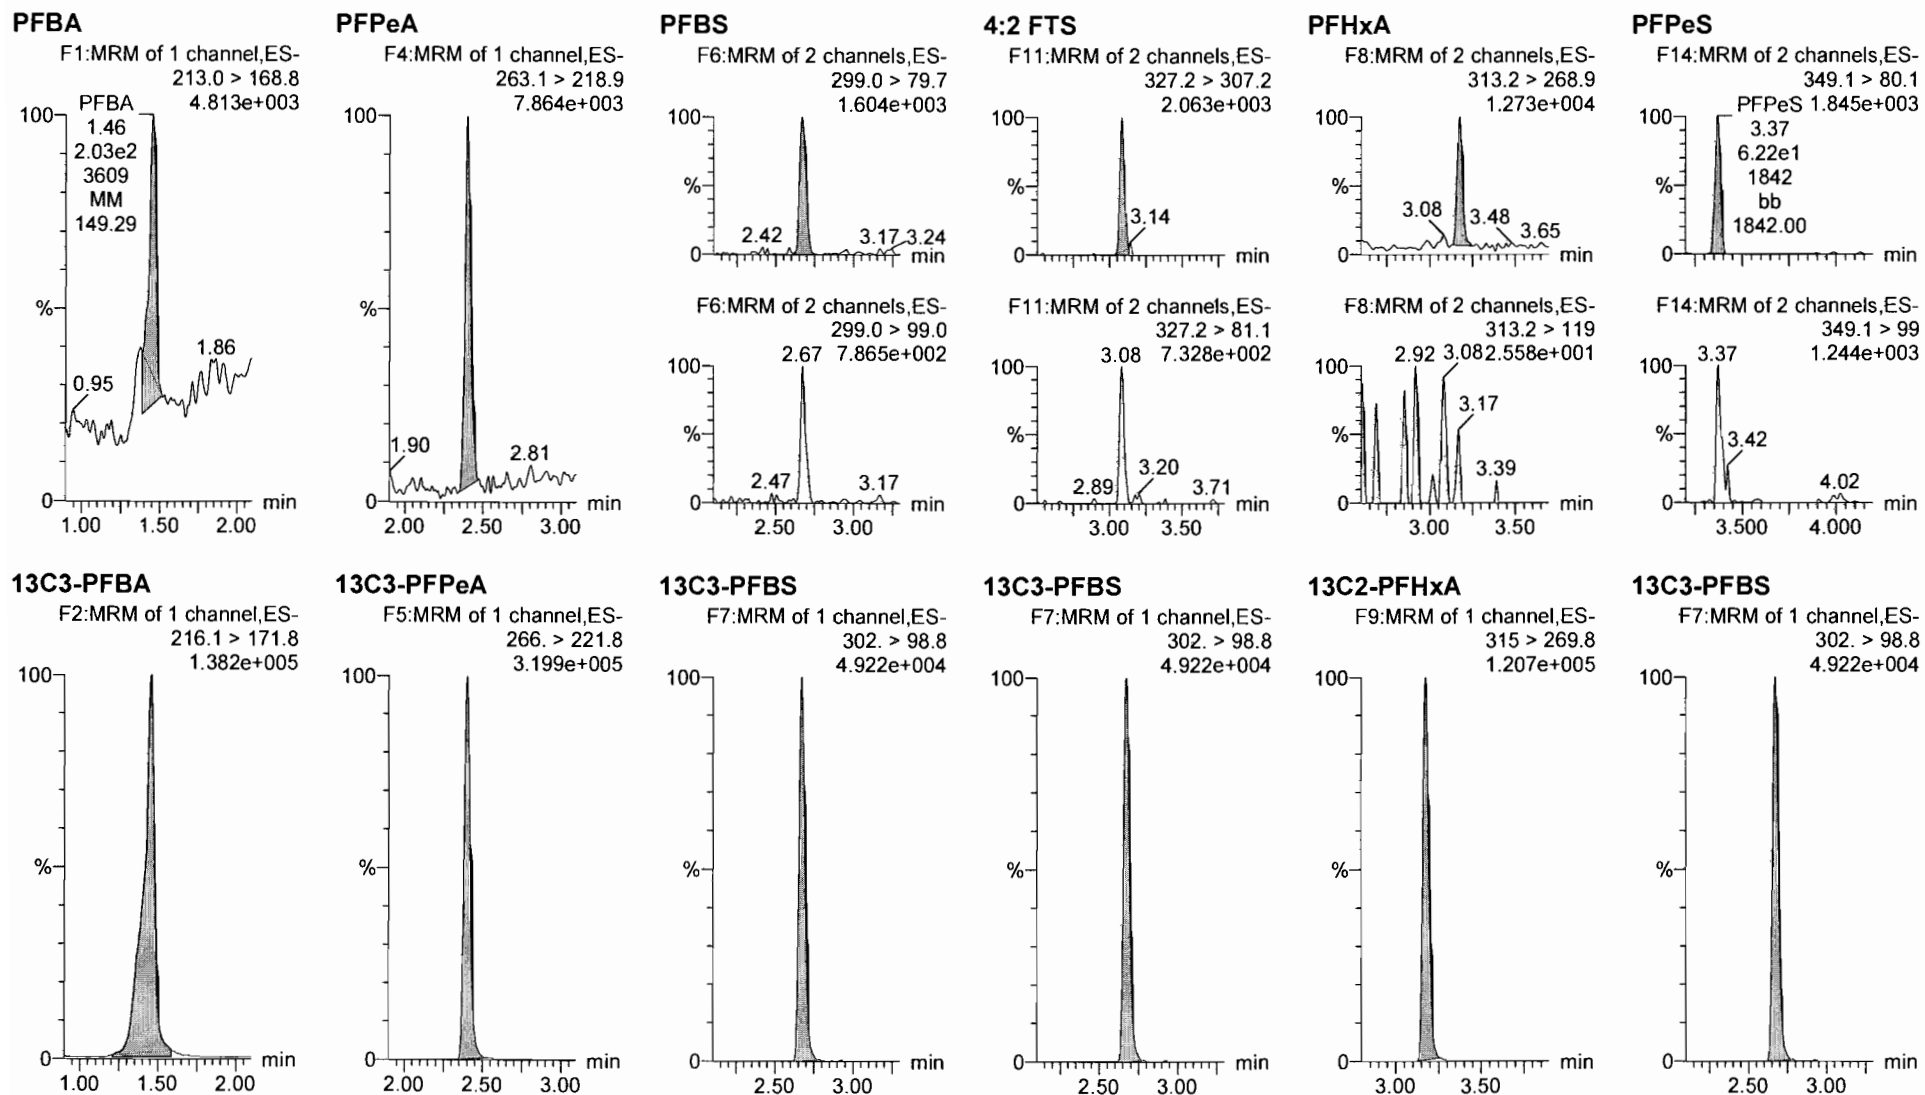 PFBA
F1:MRM of 1 channel,ES-
213.0 > 168.8
4.813e+003
PFBA
1.46
2.03e2
3609
MM
149.29
100
%
0
0.95
1.86
min
1.00 1.50 2.00
PFPeA
F4:MRM of 1 channel,ES-
263.1 > 218.9
7.864e+003
100
%
0
1.90
2.81
min
2.00 2.50 3.00
PFBS
F6:MRM of 2 channels,ES-
299.0 > 79.7
1.604e+003
100
%
0
2.42
3.17 3.24
min
F6:MRM of 2 channels,ES-
299.0 > 99.0
2.67 7.865e+002
100
%
0
2.47
3.17
min
2.50 3.00
4:2 FTS
F11:MRM of 2 channels,ES-
327.2 > 307.2
2.063e+003
100
%
0
3.14
min
F11:MRM of 2 channels,ES-
327.2 > 81.1
3.08 7.328e+002
100
%
0
2.89
3.20
3.71
min
3.00 3.50
PFHxA
F8:MRM of 2 channels,ES-
313.2 > 268.9
1.273e+004
100
%
0
3.08
3.48
3.65
min
F8:MRM of 2 channels,ES-
313.2 > 119
2.92 3.08 2.558e+001
100
%
0
3.17
3.39
min
3.00 3.50
PFPeS
F14:MRM of 2 channels,ES-
349.1 > 80.1
PFPeS 1.845e+003
3.37
6.22e1
1842
bb
1842.00
100
%
0
min
F14:MRM of 2 channels,ES-
349.1 > 99
3.37 1.244e+003
100
%
0
3.42
4.02
min
3.500 4.000
13C3-PFBA
F2:MRM of 1 channel,ES-
216.1 > 171.8
1.382e+005
100
%
0
min
1.00 1.50 2.00
13C3-PFPeA
F5:MRM of 1 channel,ES-
266. > 221.8
3.199e+005
100
%
0
min
2.00 2.50 3.00
13C3-PFBS
F7:MRM of 1 channel,ES-
302. > 98.8
4.922e+004
100
%
0
min
2.50 3.00
13C3-PFBS
F7:MRM of 1 channel,ES-
302. > 98.8
4.922e+004
100
%
0
min
2.50 3.00
13C2-PFHxA
F9:MRM of 1 channel,ES-
315 > 269.8
1.207e+005
100
%
0
min
3.00 3.50
13C3-PFBS
F7:MRM of 1 channel,ES-
302. > 98.8
4.922e+004
100
%
0
min
2.50 3.00